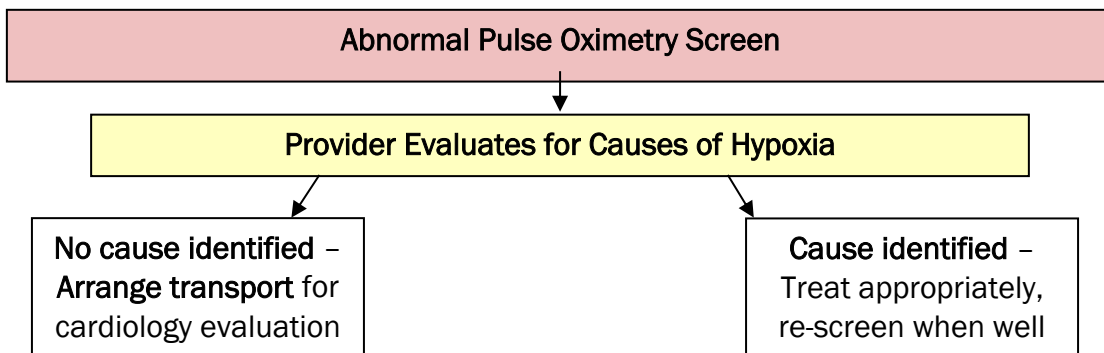 Abnormal Pulse Oximetry Screen
Provider Evaluates for Causes of Hypoxia
No cause identified –
Arrange transport for
cardiology evaluation
Cause identified –
Treat appropriately,
re-screen when well